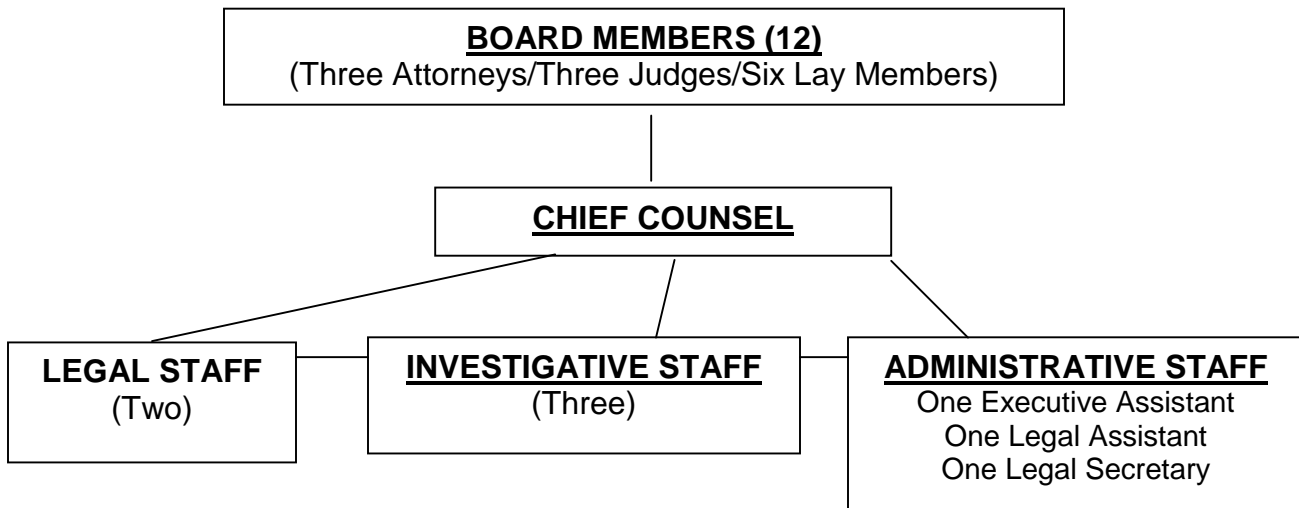 BOARD MEMBERS (12)
(Three Attorneys/Three Judges/Six Lay Members)
CHIEF COUNSEL
LEGAL STAFF
(Two)
INVESTIGATIVE STAFF
(Three)
ADMINISTRATIVE STAFF
One Executive Assistant
One Legal Assistant
One Legal Secretary